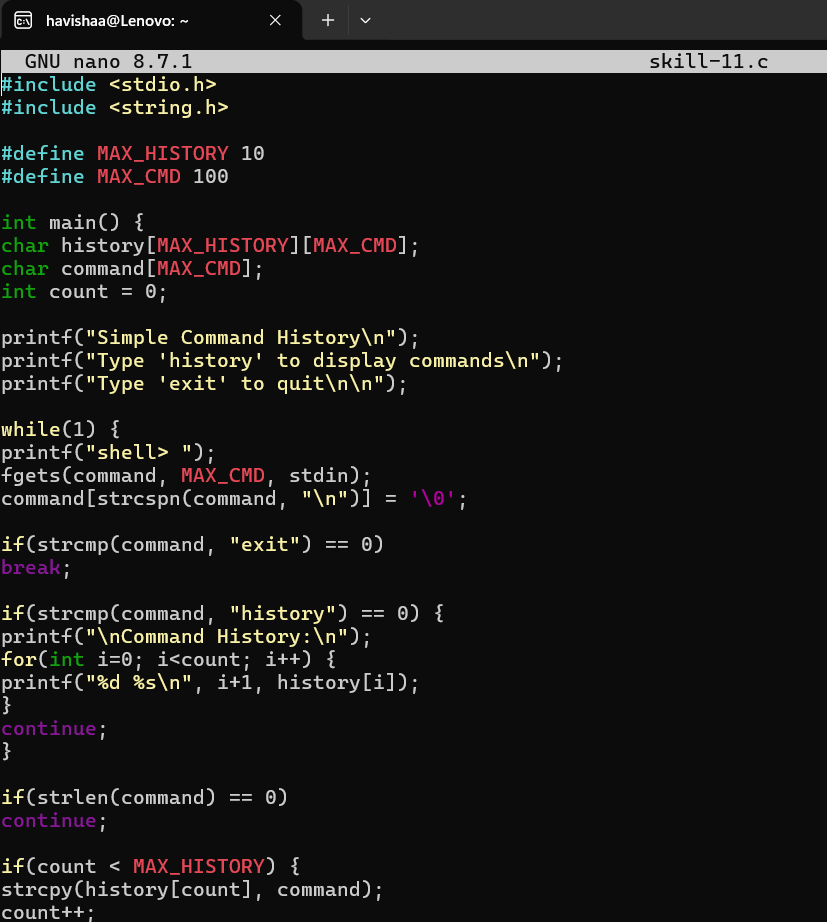 havishaa@Lenovo: ~
GNU nano 8.7.1 skill-11.c
#include <stdio.h>
#include <string.h>
#define MAX_HISTORY 10
#define MAX_CMD 100
int main() {
char history[MAX_HISTORY][MAX_CMD];
char command[MAX_CMD];
int count = 0;
printf("Simple Command History\n");
printf("Type 'history' to display commands\n");
printf("Type 'exit' to quit\n\n");
while(1) {
printf("shell> ");
fgets(command, MAX_CMD, stdin);
command[strcspn(command, "\n")] = '\0';
if(strcmp(command, "exit") == 0)
break;
if(strcmp(command, "history") == 0) {
printf("\nCommand History:\n");
for(int i=0; i<count; i++) {
printf("%d %s\n", i+1, history[i]);
}
continue;
}
if(strlen(command) == 0)
continue;
if(count < MAX_HISTORY) {
strcpy(history[count], command);
count++;